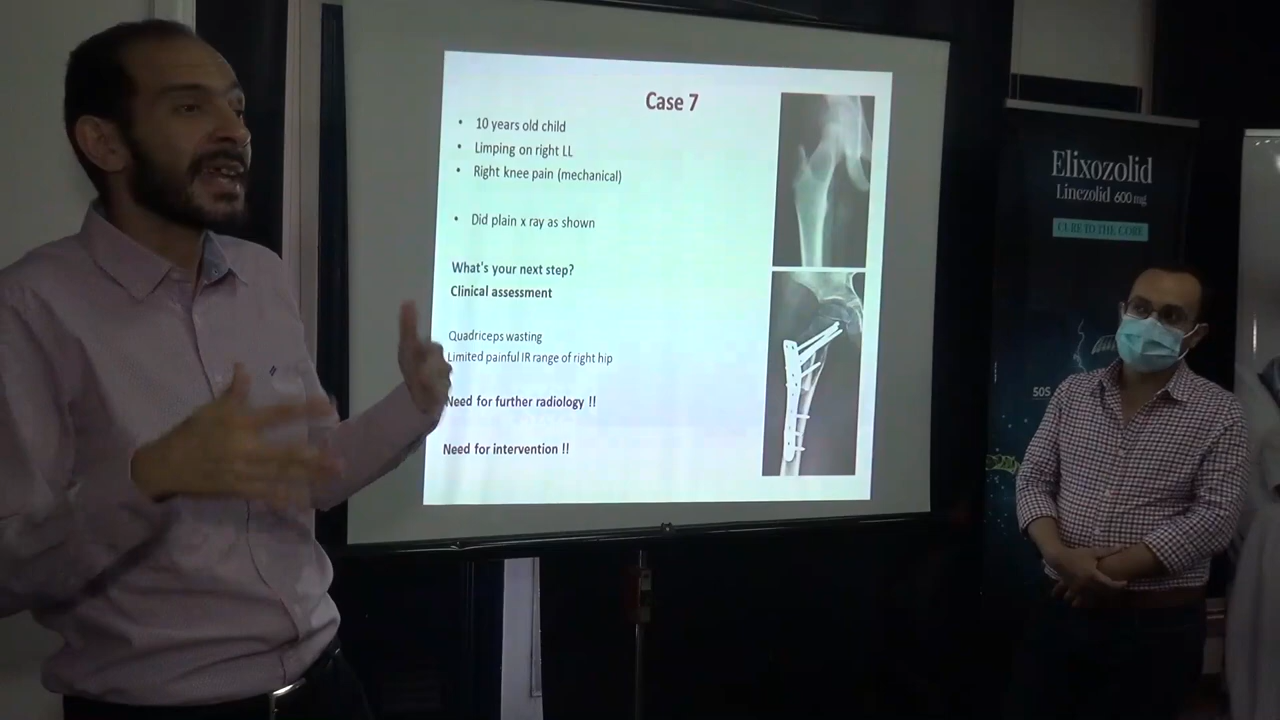 Case 7
• 10 years old child
• Limping on right LL
• Right knee pain (mechanical)
• Did plain x ray as shown
What's your next step?
Clinical assessment
Quadriceps wasting
Limited painful IR range of right hip
Need for further radiology !!
Need for intervention !!
Elixozolid
Linezolid 600 mg
CURE TO THE CORE
SOS